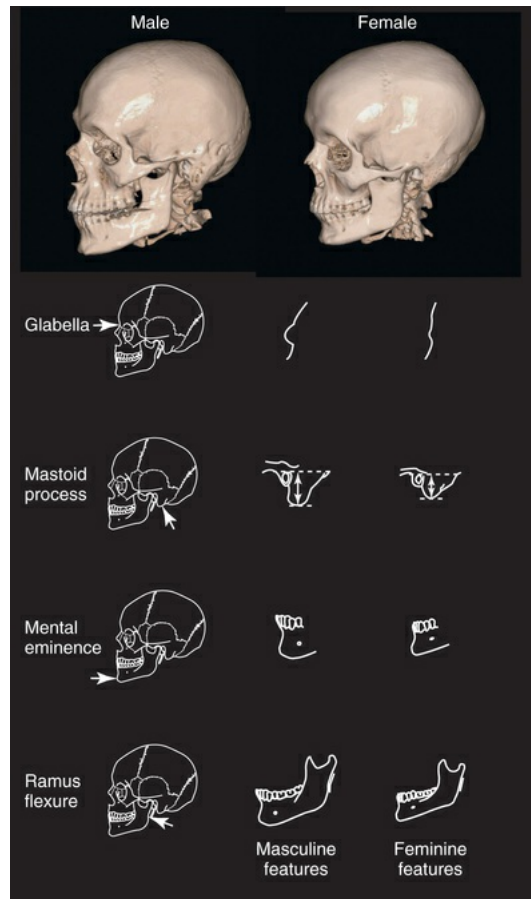 Male
Female
Glabella
Mastoid
process
Mental
eminence
Ramus
flexure
Masculine
features
Feminine
features